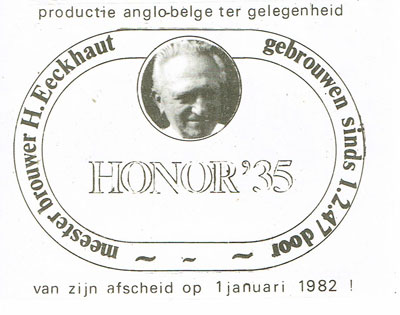 productie anglo-belge ter gelegenheid
gebrouwen sinds 1.2.47 door
meester brouwer H. Eeckhaut
HONOR '35
van zijn afscheid op 1 januari 1982 !